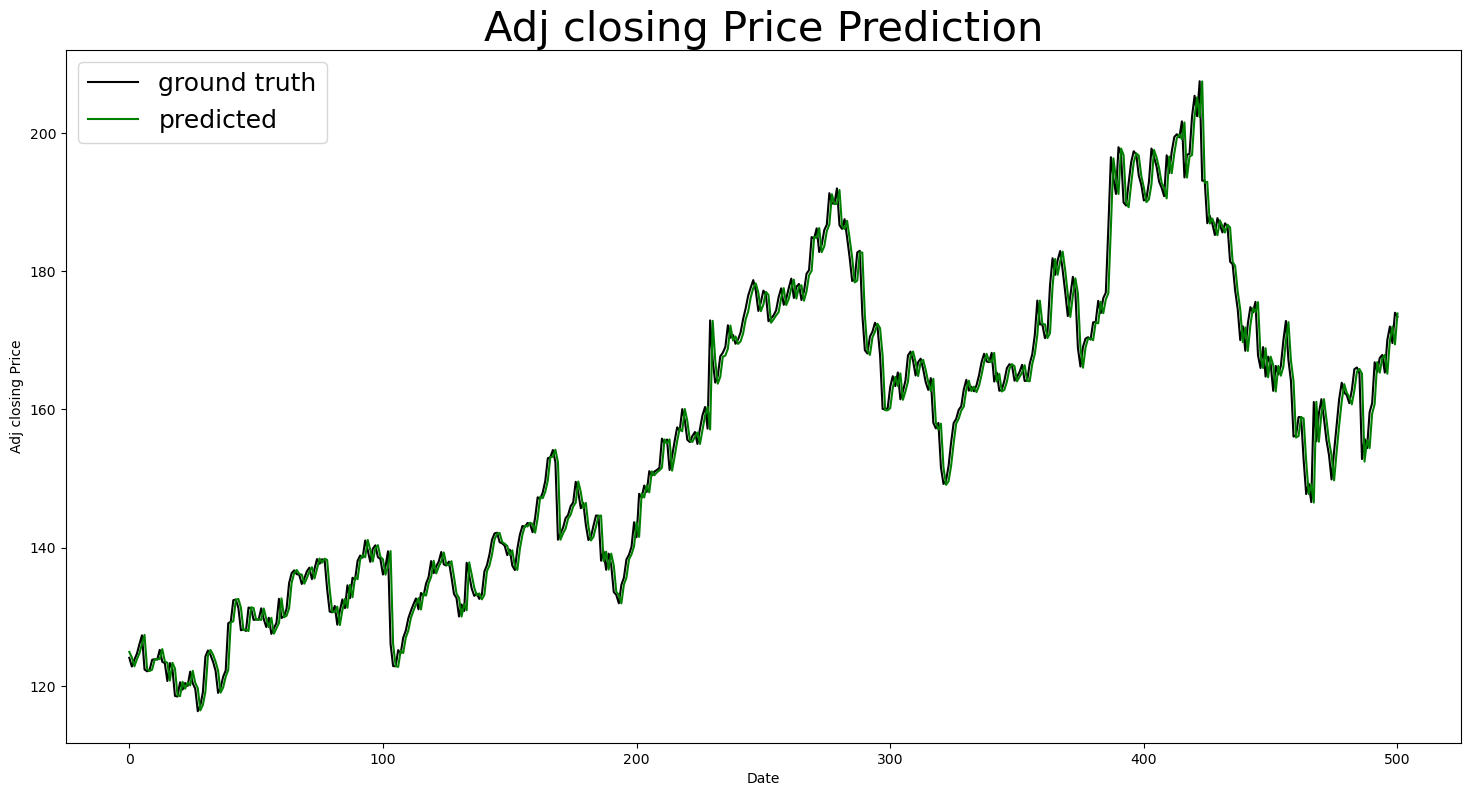 Adj closing Price Prediction
ground truth
predicted
Adj closing Price
200
180
160
140
120
0 100 200 300 400 500
Date